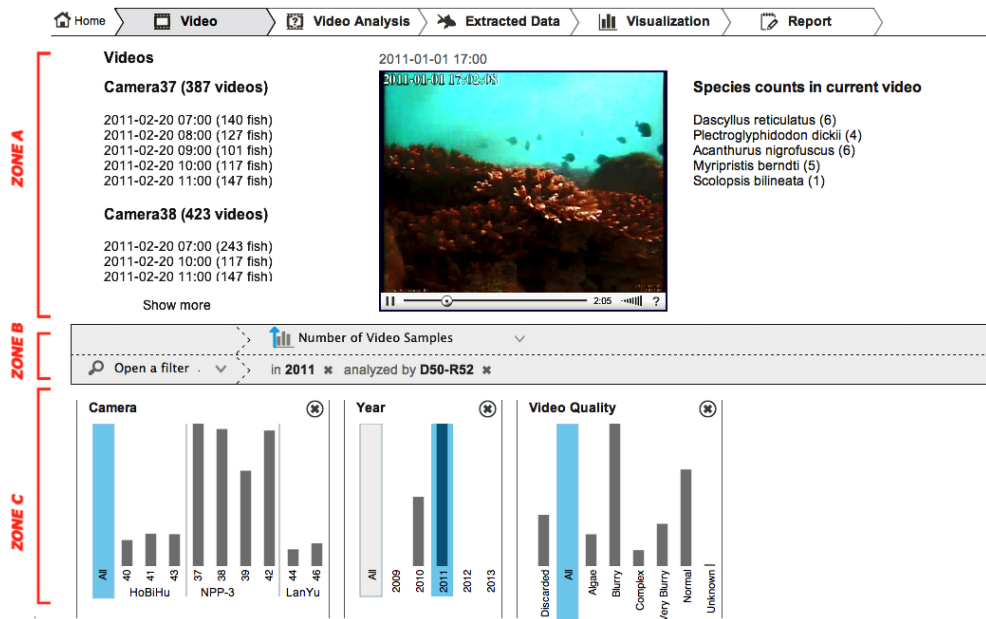 Home Video Video Analysis Extracted Data Visualization Report
ZONE A
Videos
Camera37 (387 videos)
2011-02-20 07:00 (140 fish)
2011-02-20 08:00 (127 fish)
2011-02-20 09:00 (101 fish)
2011-02-20 10:00 (117 fish)
2011-02-20 11:00 (147 fish)
Camera38 (423 videos)
2011-02-20 07:00 (243 fish)
2011-02-20 10:00 (117 fish)
2011-02-20 11:00 (147 fish)
Show more
2011-01-01 17:00
2011-01-01 17:02:08
2:05 ?
Species counts in current video
Dascyllus reticulatus (6)
Plectroglyphidodon dickii (4)
Acanthurus nigrofuscus (6)
Myripristis berndti (5)
Scolopsis bilineata (1)
ZONE B
Number of Video Samples
Open a filter . in 2011 analyzed by D50-R52
ZONE C
Camera
All 40 41 43 37 38 39 42 44 46
HoBiHu NPP-3 LanYu
Year
All 2009 2010 2011 2012 2013
Video Quality
Discarded All Algae Blurry Complex Very Blurry Normal Unknown